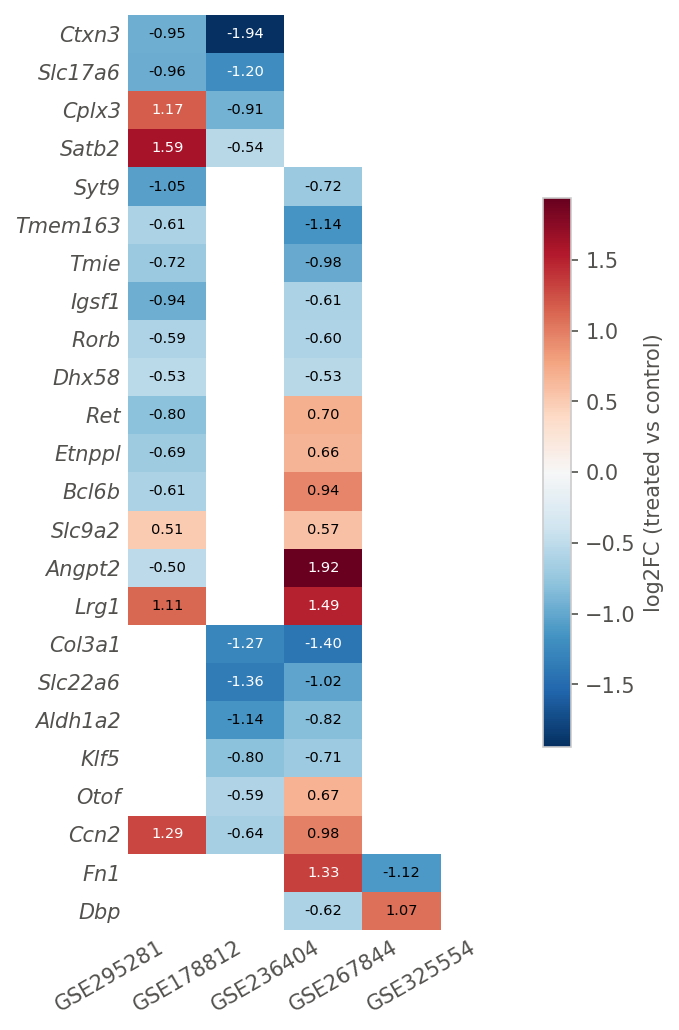 Ctxn3 -0.95 -1.94
Slc17a6 -0.96 -1.20
Cplx3 1.17 -0.91
Satb2 1.59 -0.54
Syt9 -1.05 -0.72
Tmem163 -0.61 -1.14
Tmie -0.72 -0.98
Igsf1 -0.94 -0.61
Rorb -0.59 -0.60
Dhx58 -0.53 -0.53
Ret -0.80 0.70
Etnppl -0.69 0.66
Bcl6b -0.61 0.94
Slc9a2 0.51 0.57
Angpt2 -0.50 1.92
Lrg1 1.11 1.49
Col3a1 -1.27 -1.40
Slc22a6 -1.36 -1.02
Aldh1a2 -1.14 -0.82
Klf5 -0.80 -0.71
Otof -0.59 0.67
Ccn2 1.29 -0.64 0.98
Fn1 1.33 -1.12
Dbp -0.62 1.07
GSE295281
GSE178812
GSE236404
GSE267844
GSE325554
1.5
1.0
0.5
0.0
−0.5
−1.0
−1.5
log2FC (treated vs control)